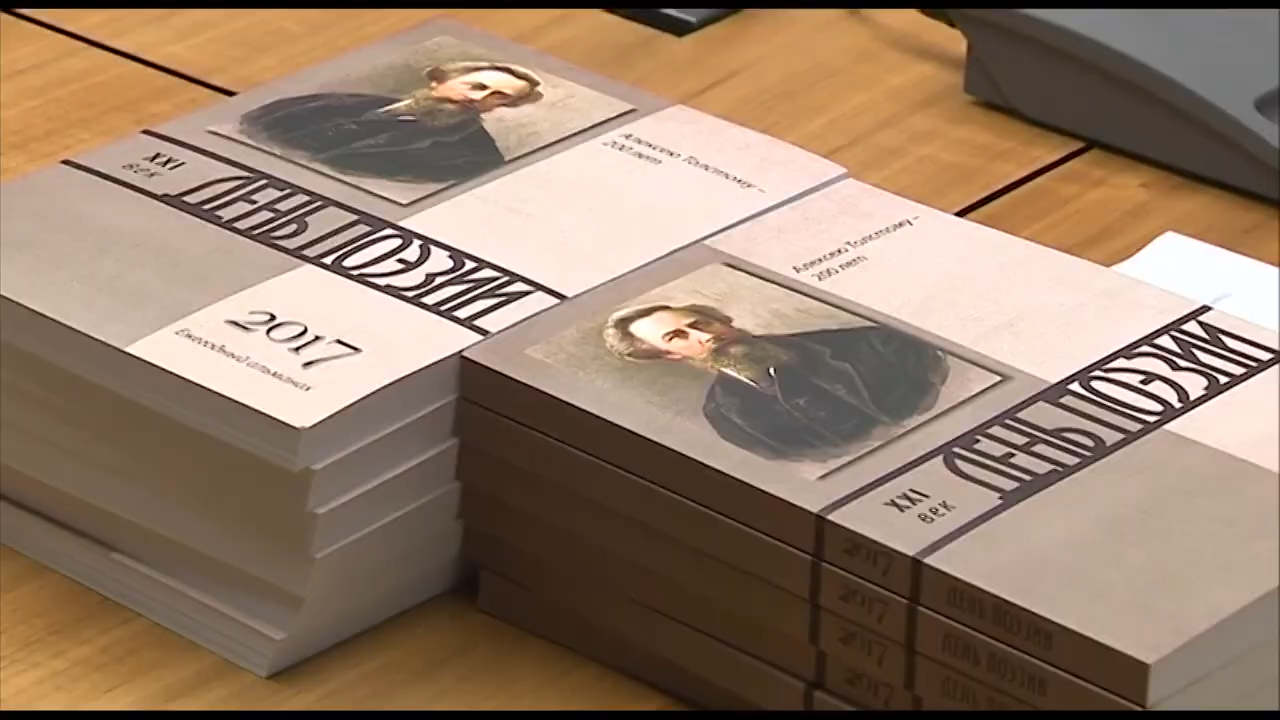 Алексею Толстому –
200 лет
XXI
век
ДЕНЬ ПОЭЗИИ
2017
Ежегодный альманах
Алексею Толстому –
200 лет
XXI
век
ДЕНЬ ПОЭЗИИ
2017
ДЕНЬ ПОЭЗИИ
2017
ДЕНЬ ПОЭЗИИ
2017
ДЕНЬ
2017